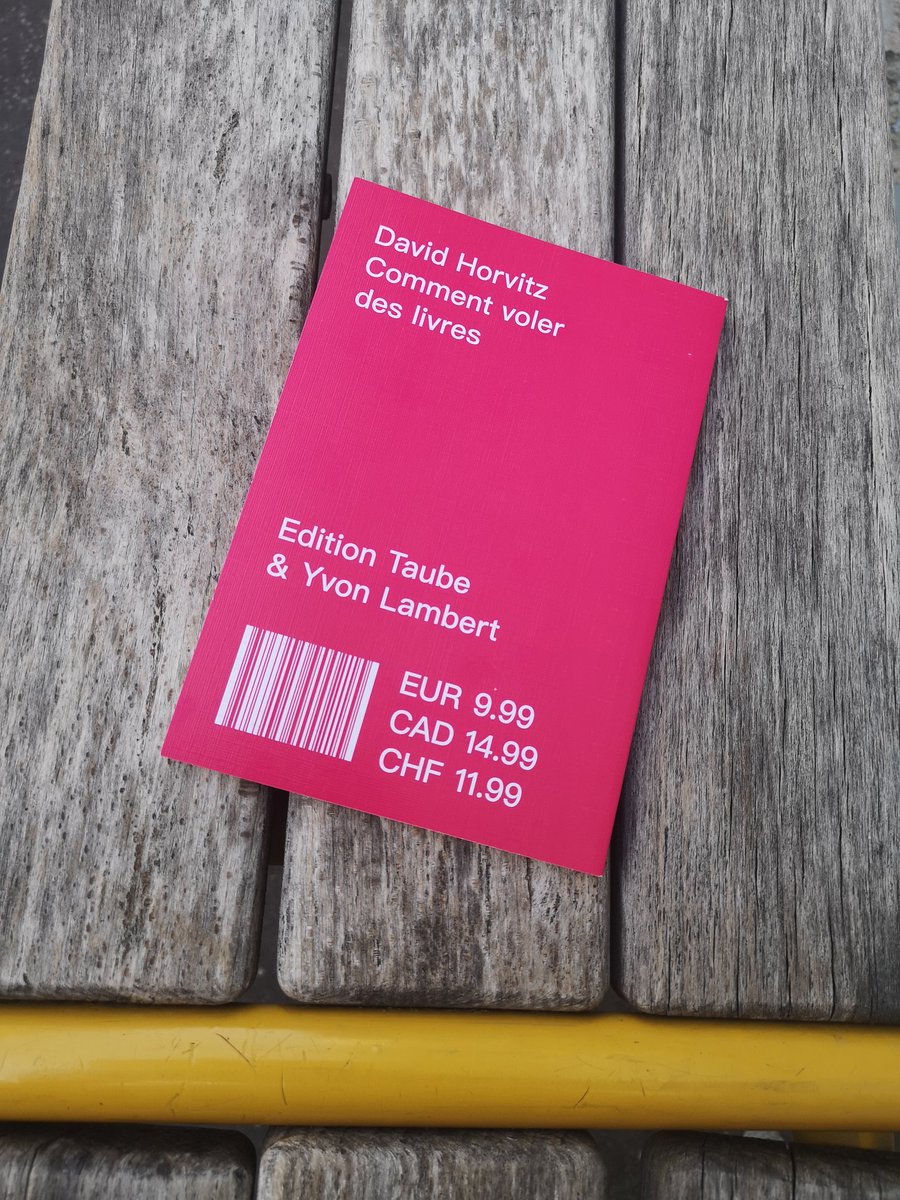 David Horvitz
Comment voler
des livres
Edition Taube
& Yvon Lambert
EUR 9.99
CAD 14.99
CHF 11.99